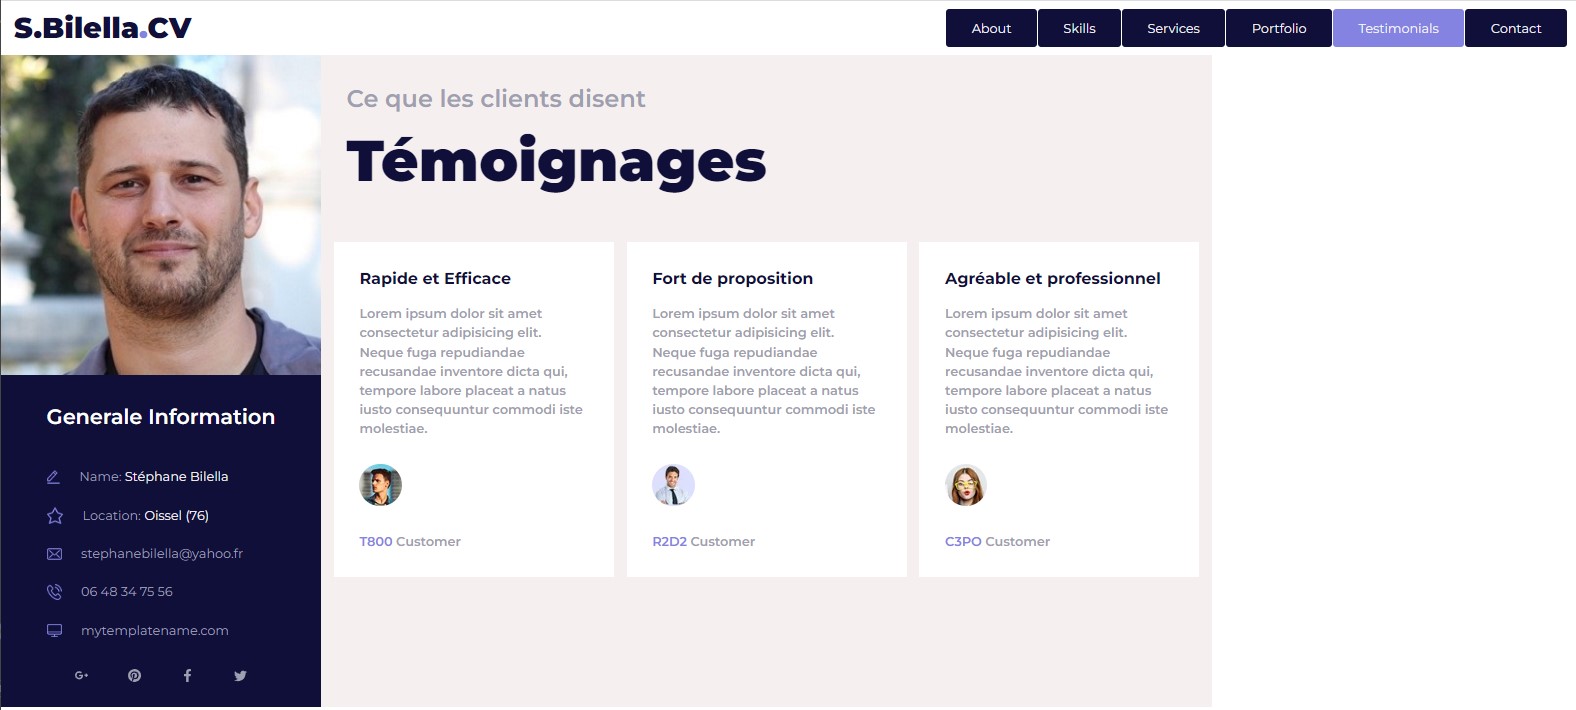 S.Bilella.CV
About
Skills
Services
Portfolio
Testimonials
Contact
Ce que les clients disent
Témoignages
Rapide et Efficace
Lorem ipsum dolor sit amet
consectetur adipisicing elit.
Neque fuga repudiandae
recusandae inventore dicta qui,
tempore labore placeat a natus
iusto consequuntur commodi iste
molestiae.
T800 Customer
Fort de proposition
Lorem ipsum dolor sit amet
consectetur adipisicing elit.
Neque fuga repudiandae
recusandae inventore dicta qui,
tempore labore placeat a natus
iusto consequuntur commodi iste
molestiae.
R2D2 Customer
Agréable et professionnel
Lorem ipsum dolor sit amet
consectetur adipisicing elit.
Neque fuga repudiandae
recusandae inventore dicta qui,
tempore labore placeat a natus
iusto consequuntur commodi iste
molestiae.
C3PO Customer
Generale Information
Name: Stéphane Bilella
Location: Oissel (76)
stephanebilella@yahoo.fr
06 48 34 75 56
mytemplatename.com